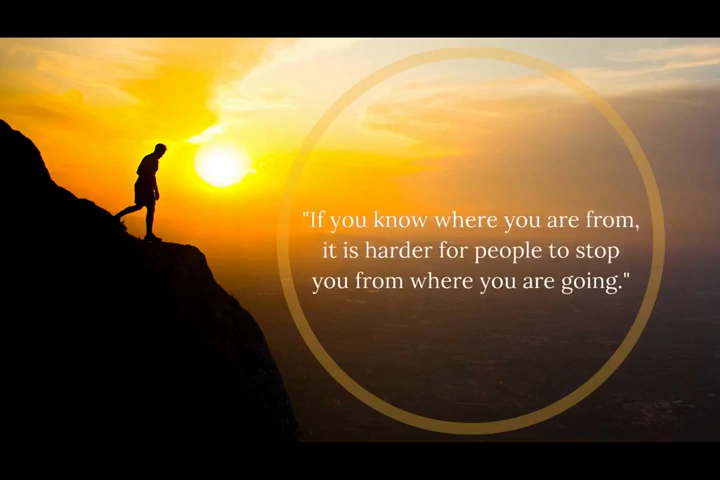 "If you know where you are from,
it is harder for people to stop
you from where you are going."